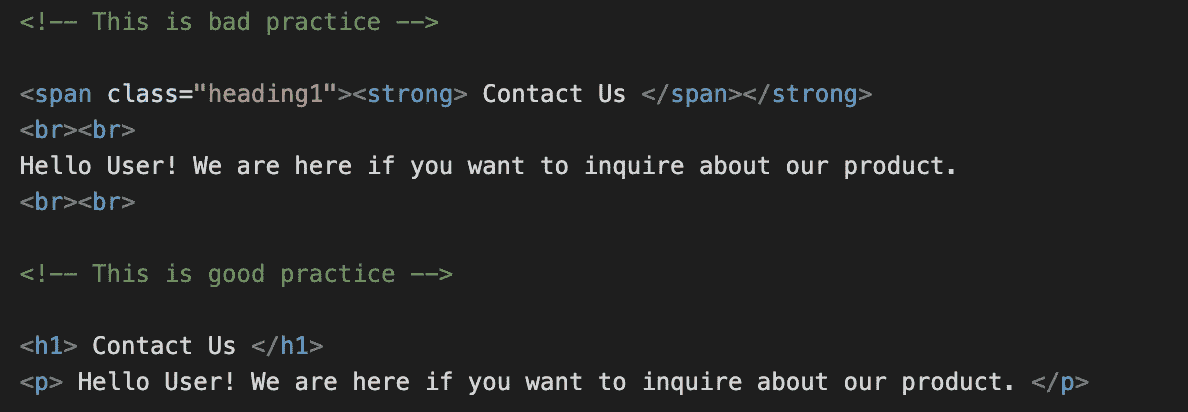 <!-- This is bad practice -->
<span class="heading1"><strong> Contact Us </span></strong>
<br><br>
Hello User! We are here if you want to inquire about our product.
<br><br>
<!-- This is good practice -->
<h1> Contact Us </h1>
<p> Hello User! We are here if you want to inquire about our product. </p>